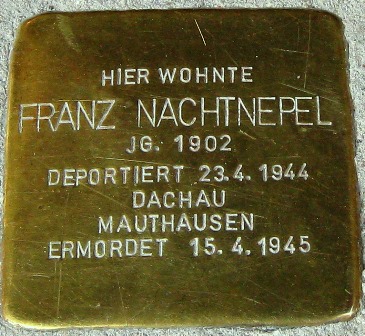 HIER WOHNTE
FRANZ NACHTNEPEL
JG. 1902
DEPORTIERT 23.4.1944
DACHAU
MAUTHAUSEN
ERMORDET 15.4.1945